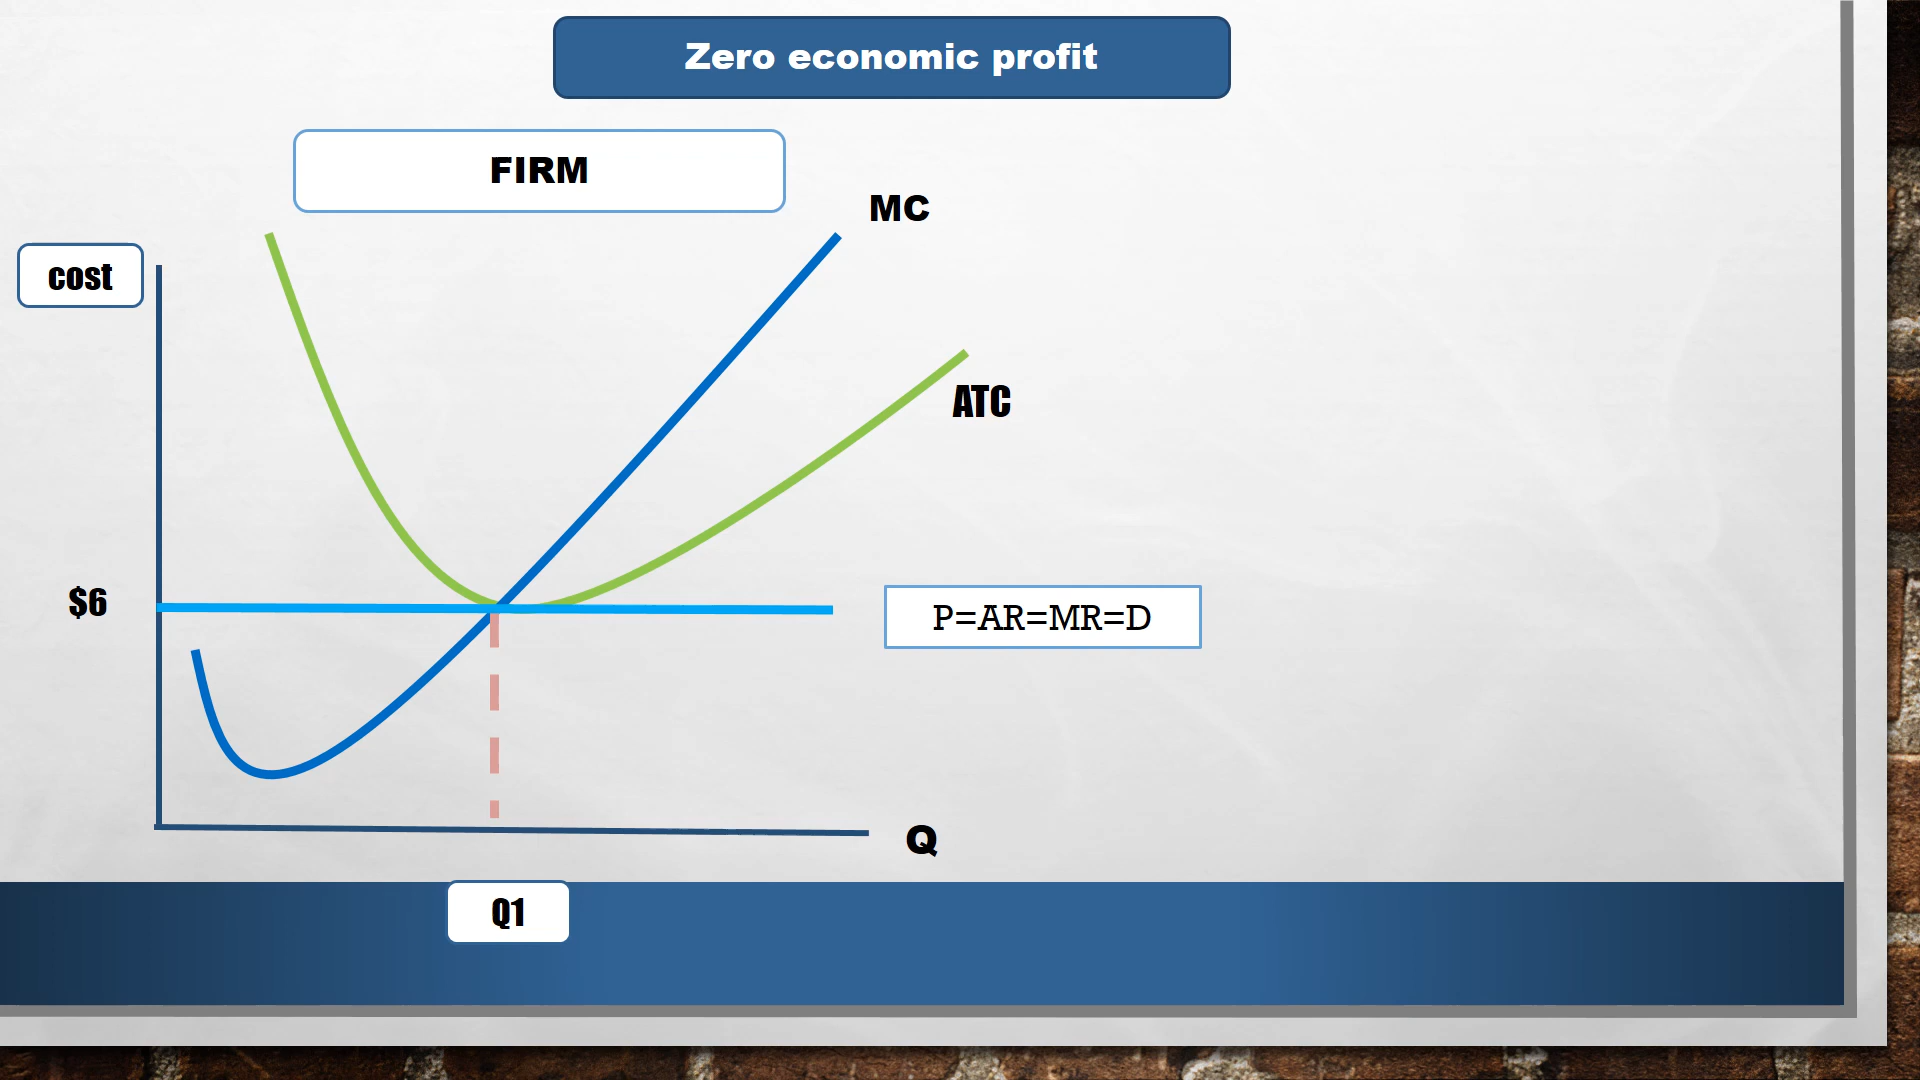 Zero economic profit
FIRM
MC
cost
ATC
$6
P=AR=MR=D
Q
Q1